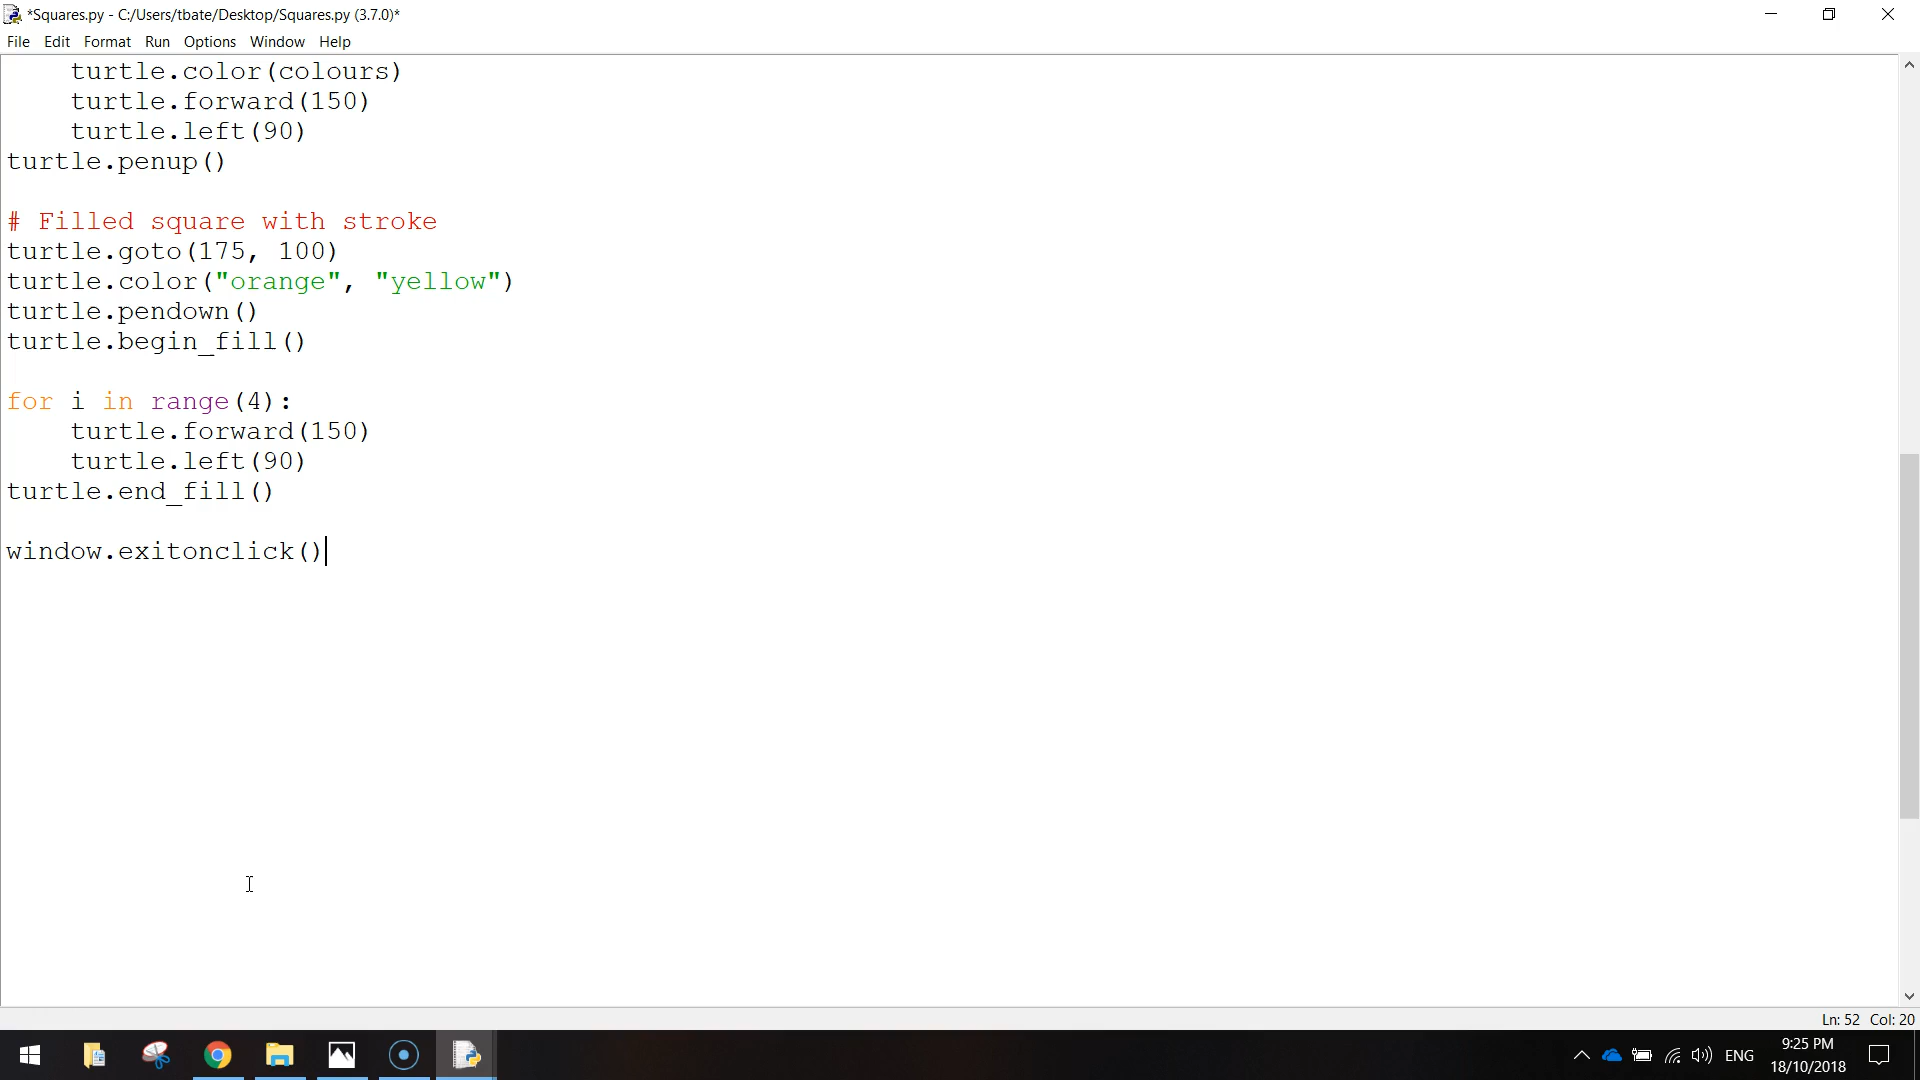 *Squares.py - C:/Users/tbate/Desktop/Squares.py (3.7.0)*
File Edit Format Run Options Window Help
turtle.color(colours)
turtle.forward(150)
turtle.left(90)
turtle.penup()
# Filled square with stroke
turtle.goto(175, 100)
turtle.color("orange", "yellow")
turtle.pendown()
turtle.begin_fill()
for i in range(4):
turtle.forward(150)
turtle.left(90)
turtle.end_fill()
window.exitonclick()
Ln: 52 Col: 20
ENG
9:25 PM
18/10/2018